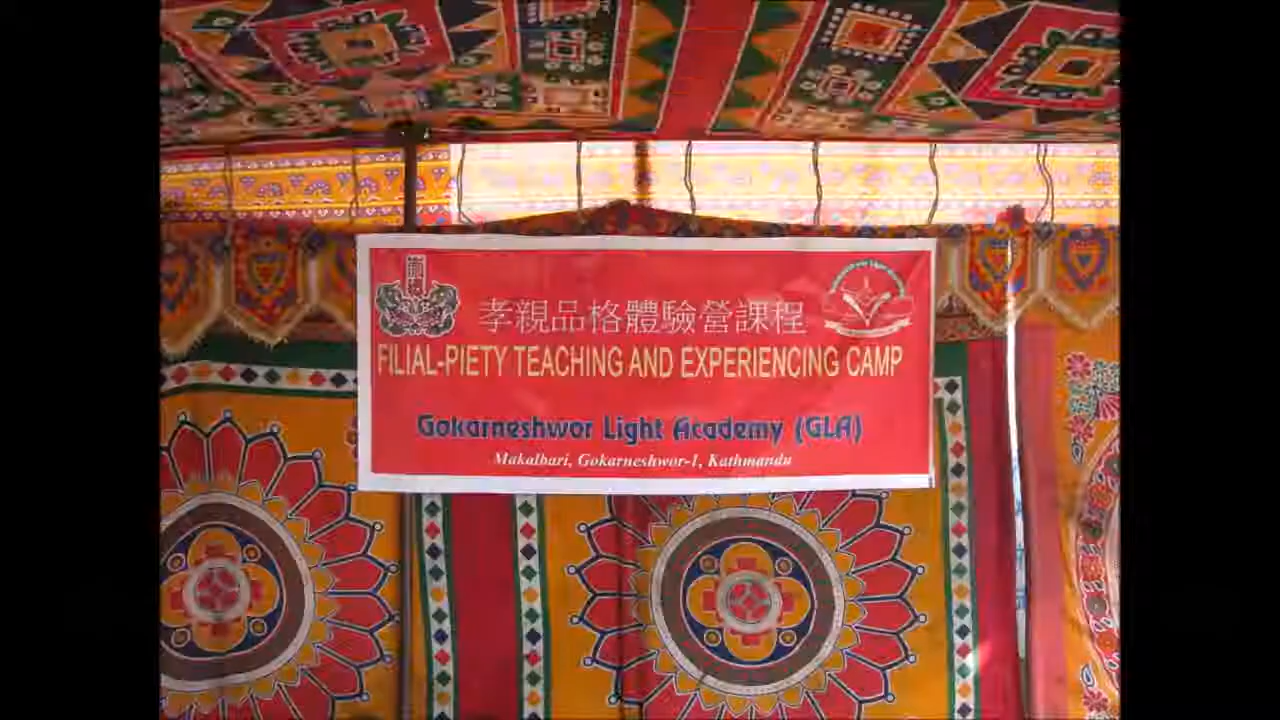 孝親品格體驗營課程
FILIAL-PIETY TEACHING AND EXPERIENCING CAMP
Gokarneshwor Light Academy (GLA)
Makalbari, Gokarneshwor-1, Kathmandu